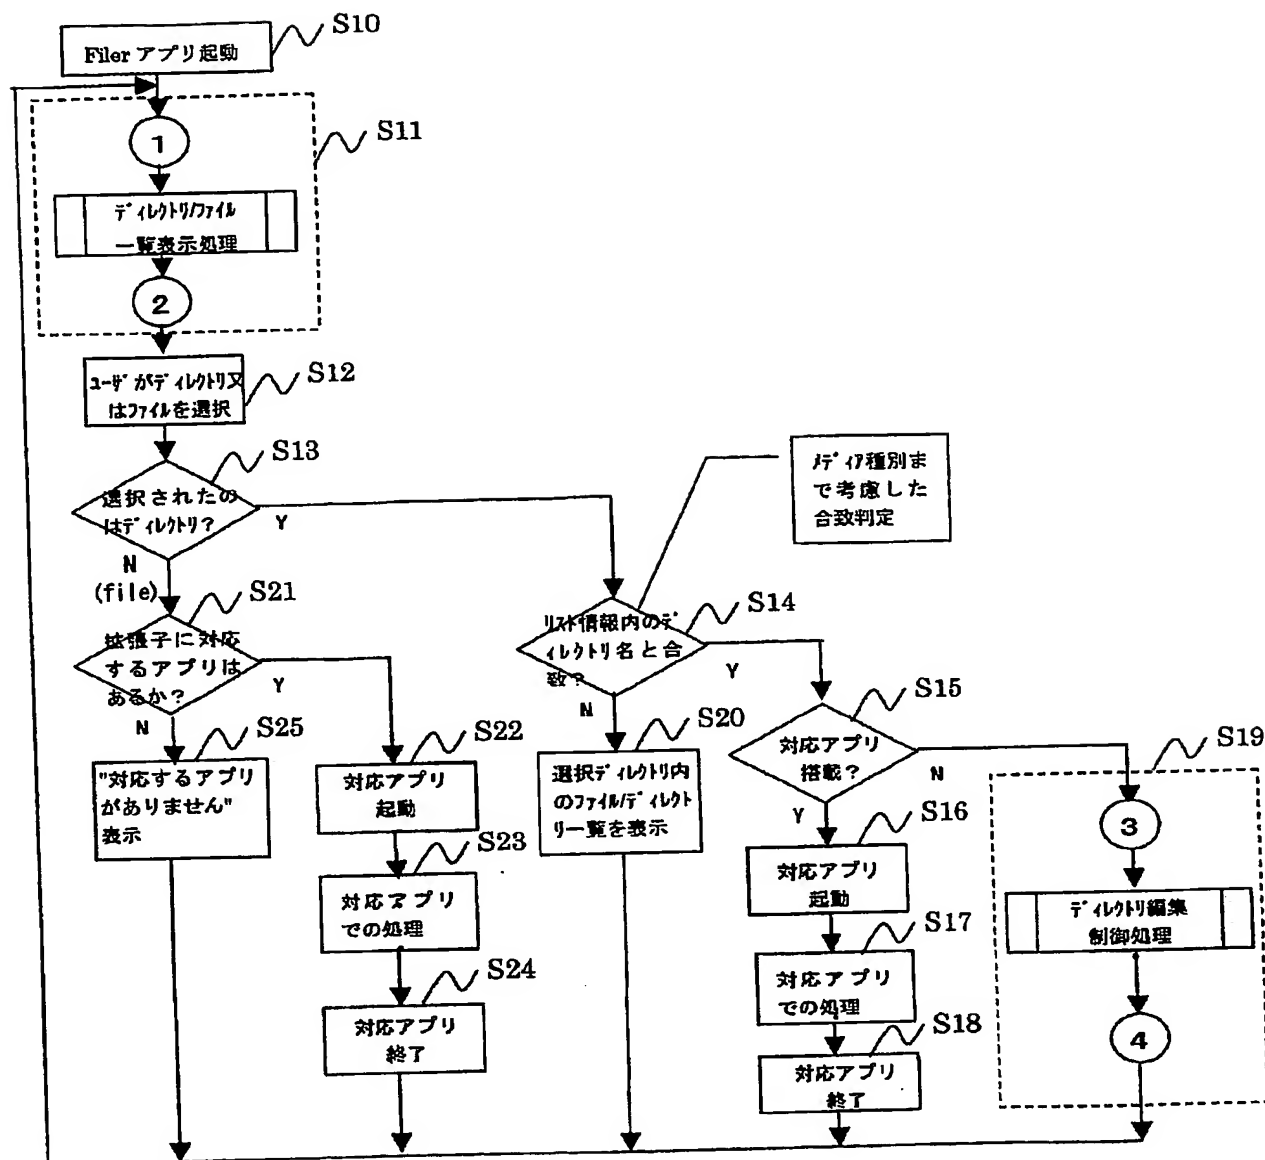 S10
Filer アプリ起動
S11
1
ディレクトリ/ファイル
一覧表示処理
2
S12
ユーザがディレクトリ又
はファイルを選択
S13
選択されたの
はディレクトリ?
Y
N
(file)
メディア種別ま
で考慮した
合致判定
S21
拡張子に対応
するアプリは
あるか?
Y
N
S14
リスト情報内のデ
ィレクトリ名と合
致?
Y
N
S25
"対応するアプリ
がありません"
表示
S22
対応アプリ
起動
S23
対応アプリ
での処理
S24
対応アプリ
終了
S20
選択ディレクトリ内
のファイル/ディレクト
リ一覧を表示
S15
対応アプリ
搭載?
N
Y
S16
対応アプリ
起動
S17
対応アプリ
での処理
S18
対応アプリ
終了
S19
3
ディレクトリ編集
制御処理
4